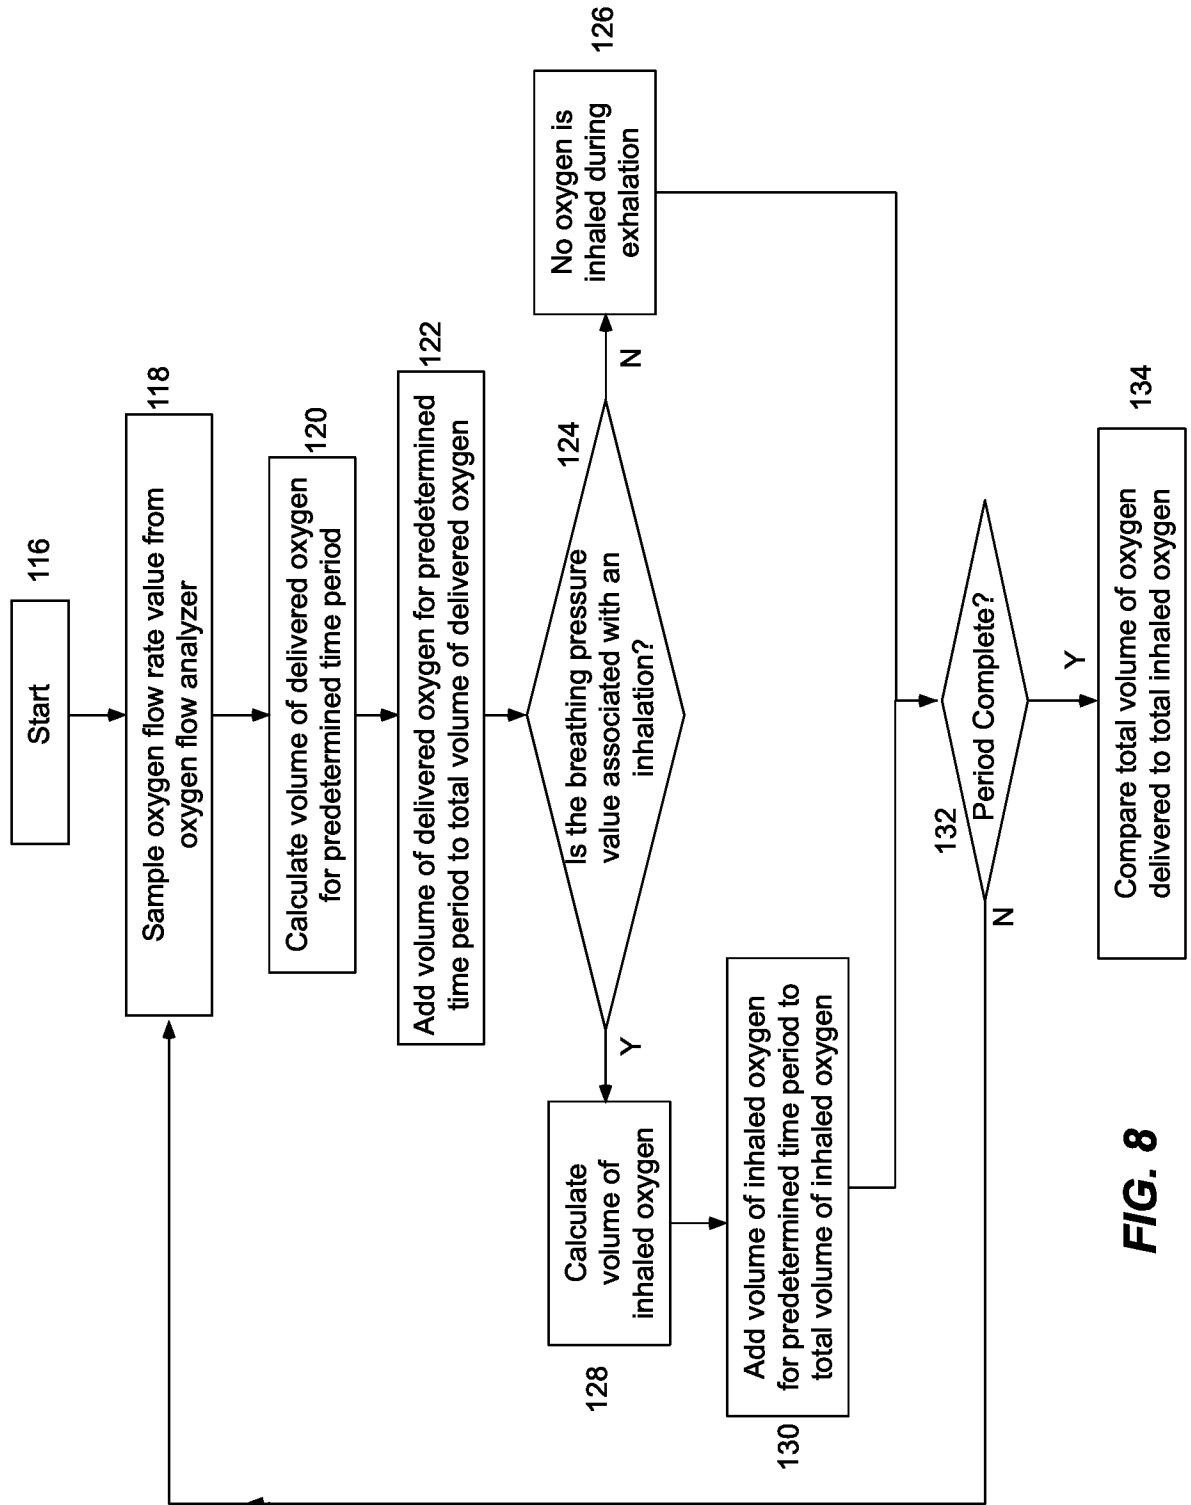 Start
116
Sample oxygen flow rate value from
oxygen flow analyzer
118
Calculate volume of delivered oxygen
for predetermined time period
120
Add volume of delivered oxygen for predetermined
time period to total volume of delivered oxygen
122
Is the breathing pressure
value associated with an
inhalation?
124
N
No oxygen is
inhaled during
exhalation
126
Y
Calculate
volume of
inhaled oxygen
128
Add volume of inhaled oxygen
for predetermined time period to
total volume of inhaled oxygen
130
Period Complete?
132
N
Y
Compare total volume of oxygen
delivered to total inhaled oxygen
134
FIG. 8